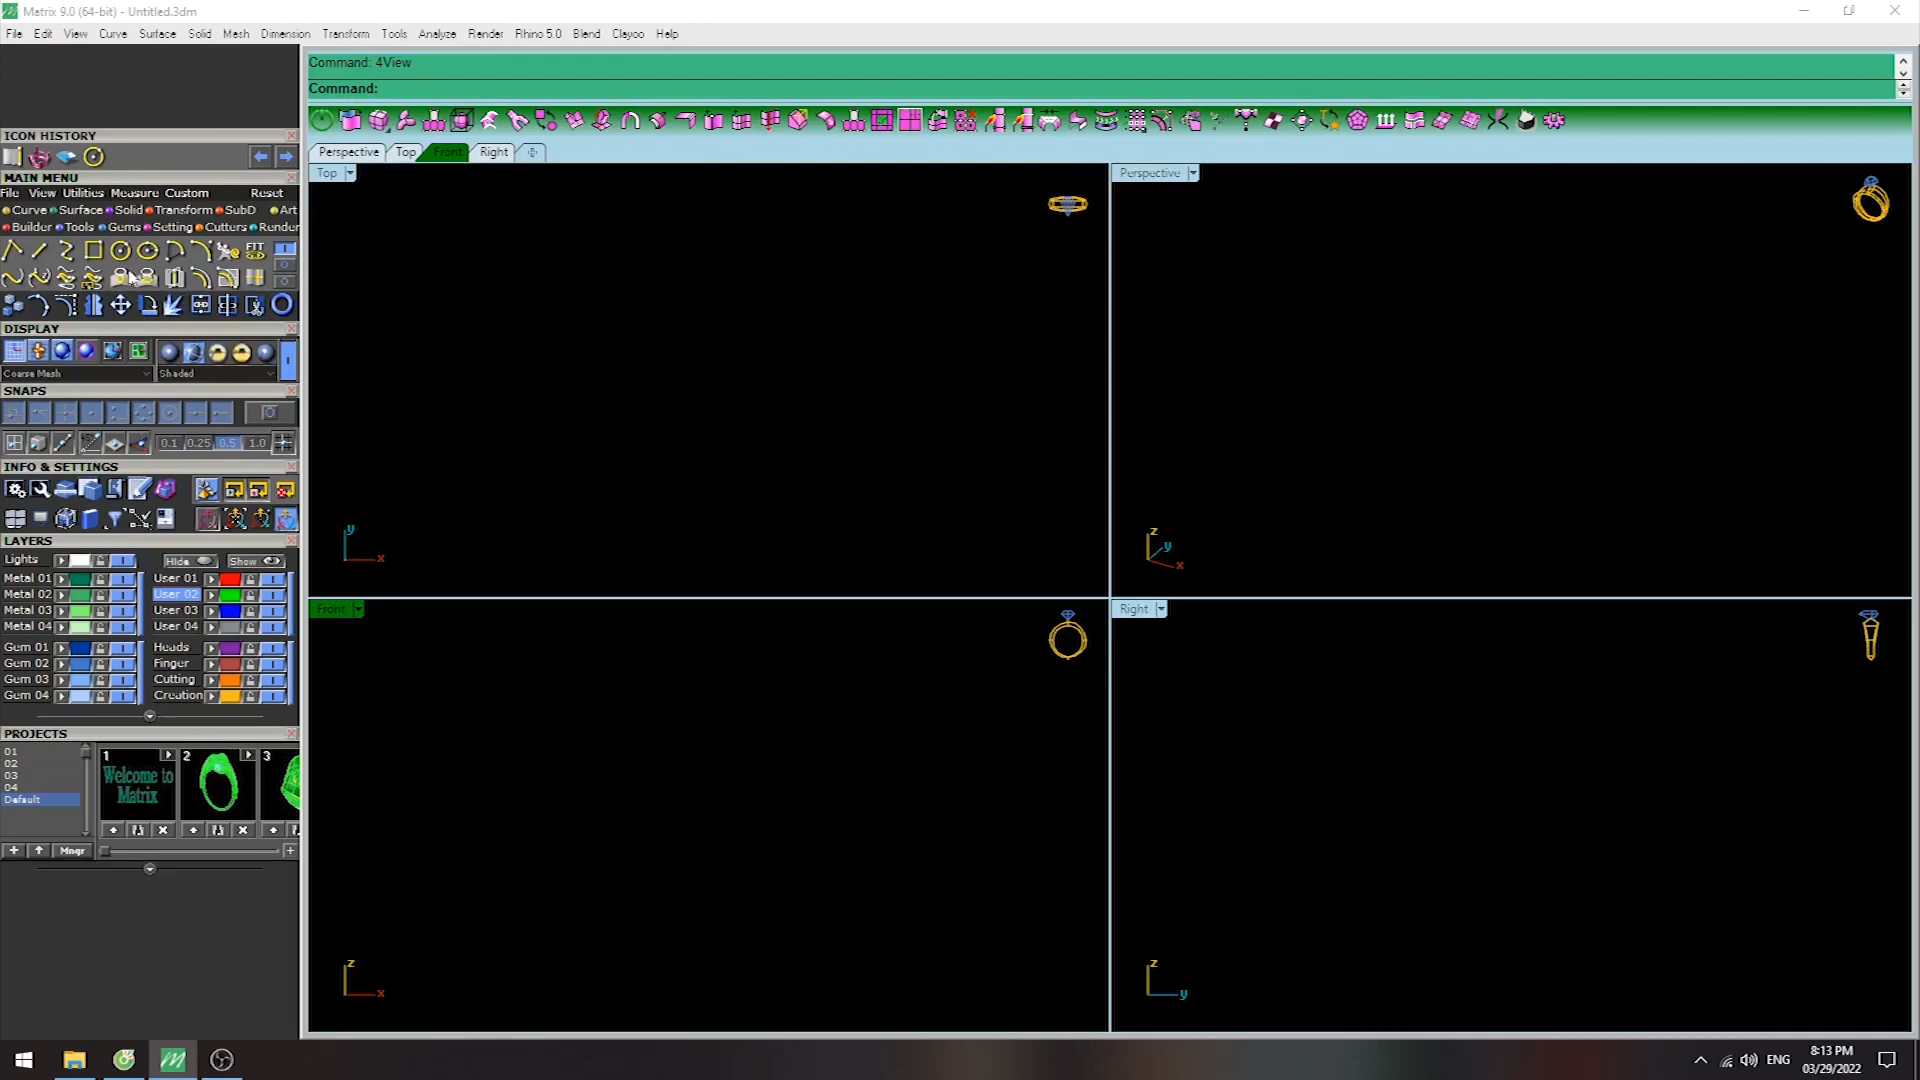 Matrix 9.0 (64-bit) - Untitled.3dm
File Edit View Curve Surface Solid Mesh Dimension Transform Tools Analyze Render Rhino 5.0 Blend Clayoo Help
Command: 4View
Command:
ICON HISTORY
Perspective Top Front Right
MAIN MENU
File View Utilities Measure Custom Reset
Curve Surface Solid Transform SubD Art
Builder Tools Gems Setting Cutters Render
FIT
DISPLAY
Coarse Mesh Shaded
SNAPS
0.1 0.25 0.5 1.0
INFO & SETTINGS
LAYERS
Lights Hide Show
Metal 01 User 01
Metal 02 User 02
Metal 03 User 03
Metal 04 User 04
Gem 01 Heads
Gem 02 Finger
Gem 03 Cutting
Gem 04 Creation
PROJECTS
01
02
03
04
Default
1 2 3
Welcome to
Matrix
Mngr
Top
y
x
Perspective
z
y
x
Front
z
x
Right
z
y
ENG
8:13 PM
03/29/2022